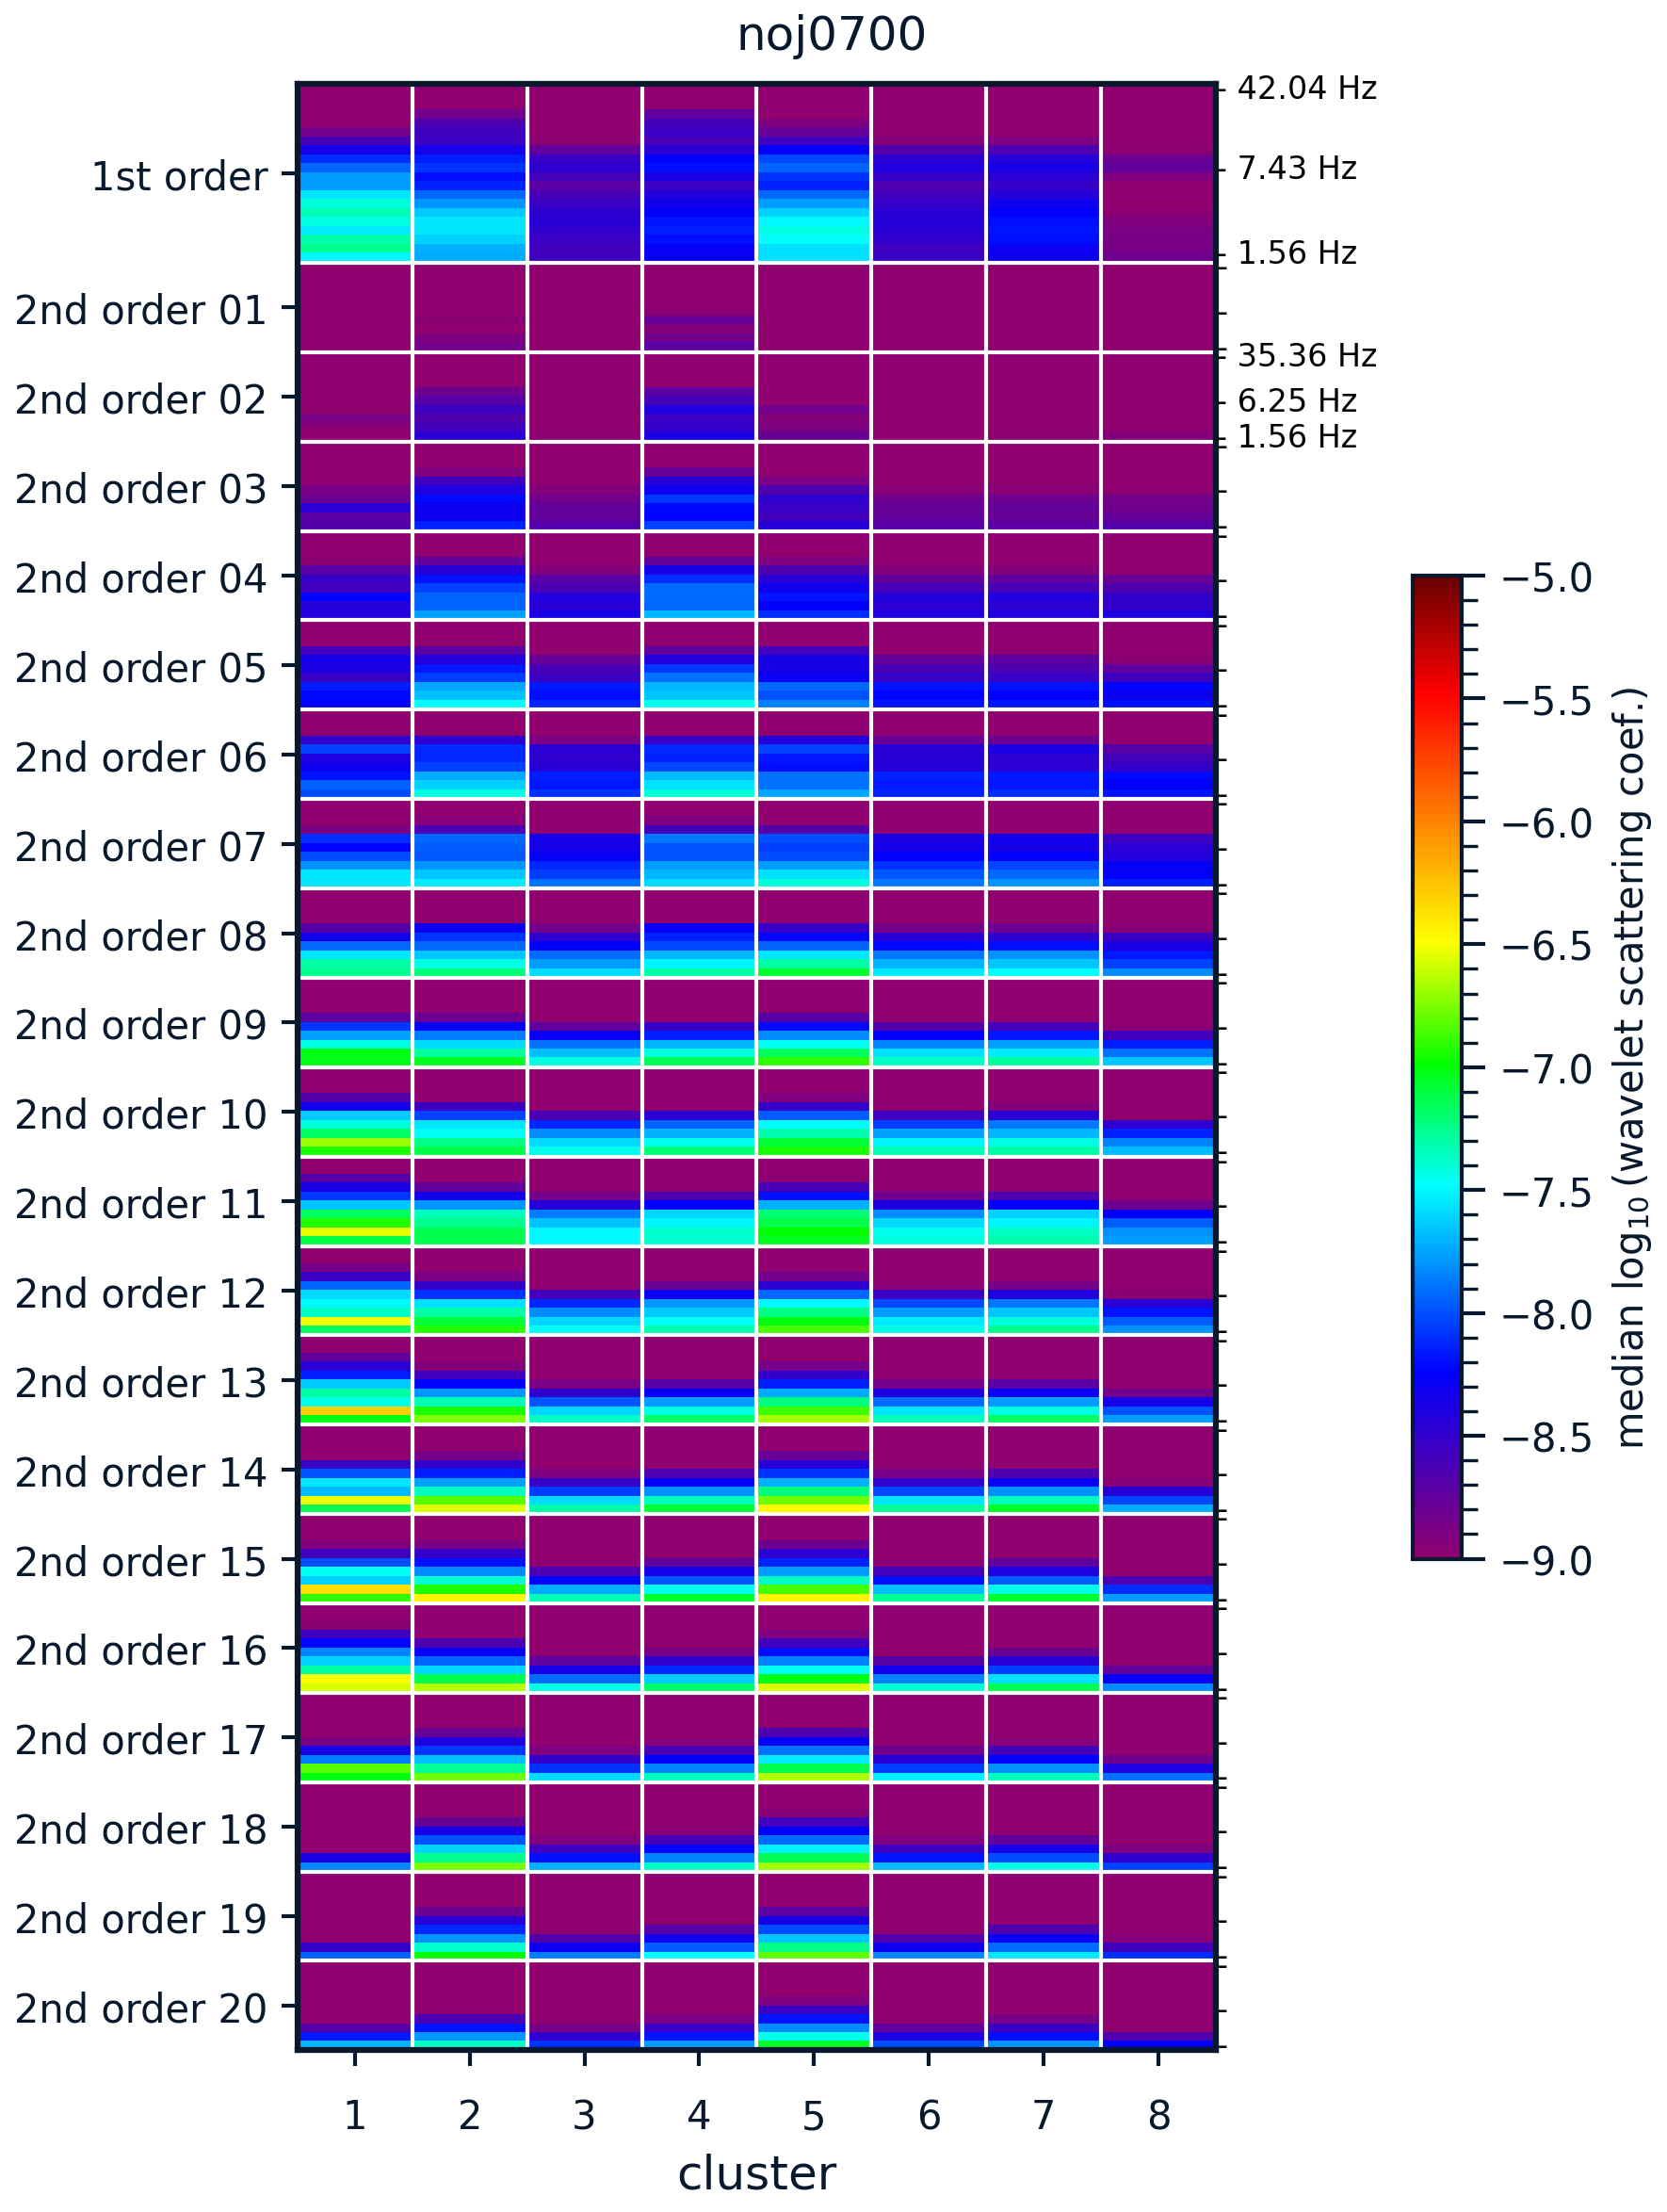 noj0700
42.04 Hz
1st order
7.43 Hz
1.56 Hz
2nd order 01
35.36 Hz
2nd order 02
6.25 Hz
1.56 Hz
2nd order 03
2nd order 04
2nd order 05
2nd order 06
2nd order 07
2nd order 08
2nd order 09
2nd order 10
2nd order 11
2nd order 12
2nd order 13
2nd order 14
2nd order 15
2nd order 16
2nd order 17
2nd order 18
2nd order 19
2nd order 20
1 2 3 4 5 6 7 8
cluster
−5.0
−5.5
−6.0
−6.5
−7.0
−7.5
−8.0
−8.5
−9.0
median log₁₀(wavelet scattering coef.)